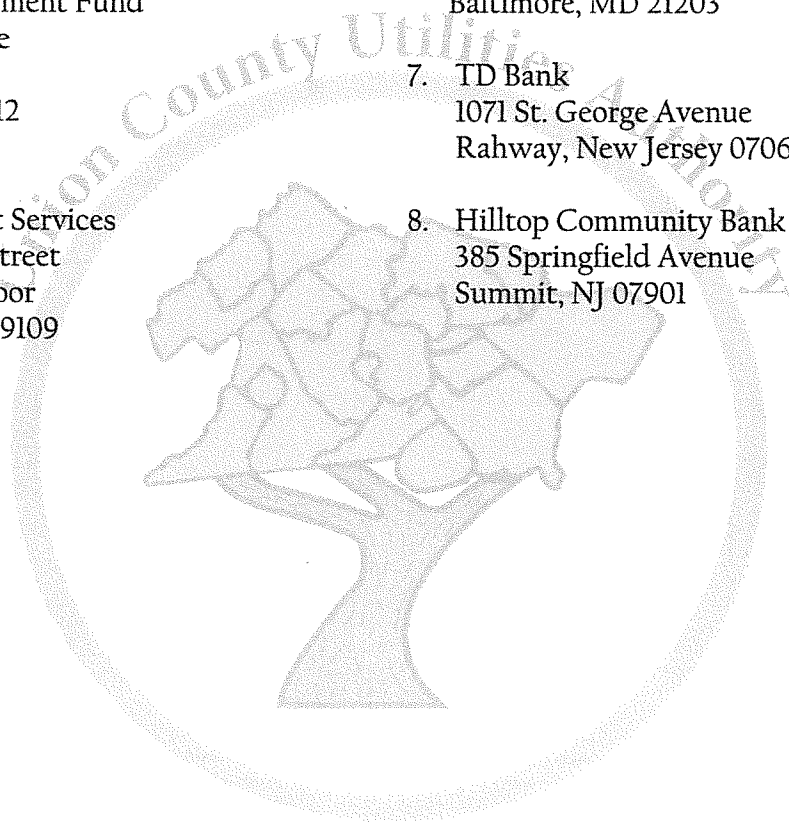 ment Fund
e
12
t Services
treet
oor
9109
Baltimore, MD 21203
7. TD Bank
1071 St. George Avenue
Rahway, New Jersey 0706
8. Hilltop Community Bank
385 Springfield Avenue
Summit, NJ 07901
County Utilities Authority